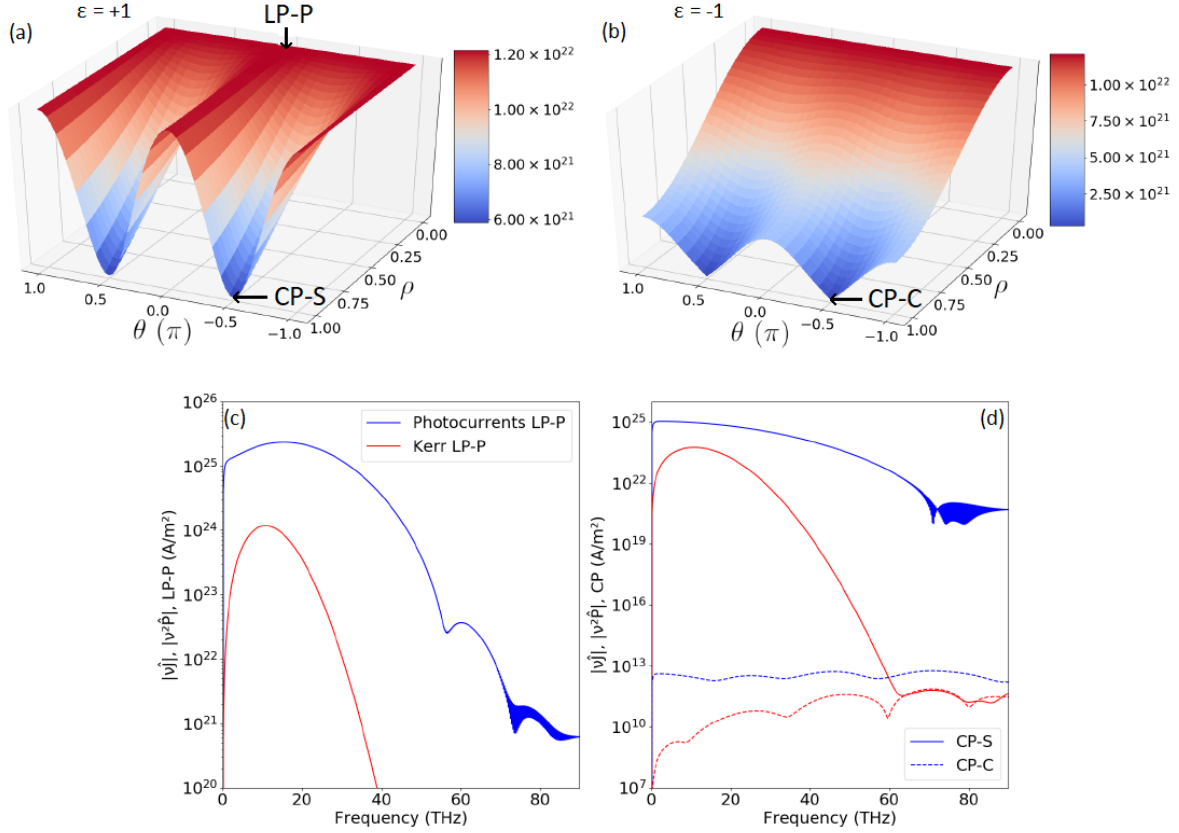 ε = +1
LP-P
(a)
1.20 × 10²²
1.00 × 10²²
8.00 × 10²¹
6.00 × 10²¹
0.00
0.25
0.50
0.75
1.00
ρ
CP-S
1.0
0.5
0.0
−0.5
−1.0
θ (π)
ε = -1
(b)
1.00 × 10²²
7.50 × 10²¹
5.00 × 10²¹
2.50 × 10²¹
0.00
0.25
0.50
0.75
1.00
ρ
CP-C
1.0
0.5
0.0
−0.5
−1.0
θ (π)
(c)
Photocurrents LP-P
Kerr LP-P
10²⁶
10²⁵
10²⁴
10²³
10²²
10²¹
10²⁰
|νĵ|, |ν²P̂|, LP-P (A/m²)
0 20 40 60 80
Frequency (THz)
(d)
10²⁵
10²²
10¹⁹
10¹⁶
10¹³
10¹⁰
10⁷
|νĵ|, |ν²P̂|, CP (A/m²)
CP-S
CP-C
0 20 40 60 80
Frequency (THz)